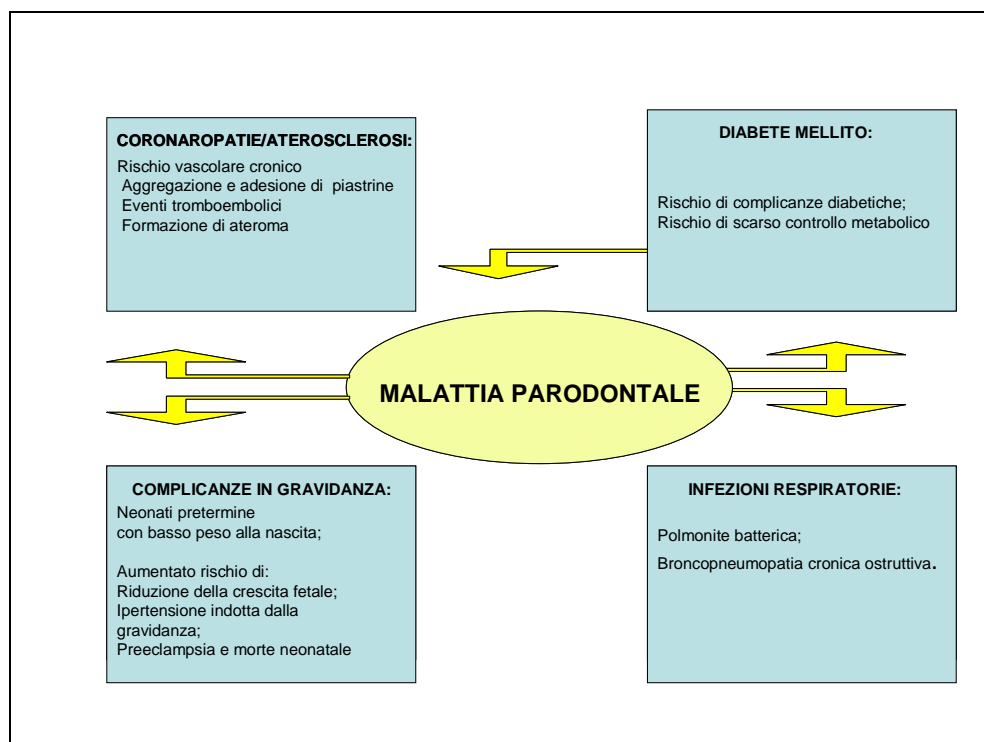 CORONAROPATIE/ATEROSCLEROSI:
Rischio vascolare cronico
Aggregazione e adesione di piastrine
Eventi tromboembolici
Formazione di ateroma
DIABETE MELLITO:
Rischio di complicanze diabetiche;
Rischio di scarso controllo metabolico
MALATTIA PARODONTALE
COMPLICANZE IN GRAVIDANZA:
Neonati pretermine
con basso peso alla nascita;
Aumentato rischio di:
Riduzione della crescita fetale;
Ipertensione indotta dalla
gravidanza;
Preeclampsia e morte neonatale
INFEZIONI RESPIRATORIE:
Polmonite batterica;
Broncopneumopatia cronica ostruttiva.